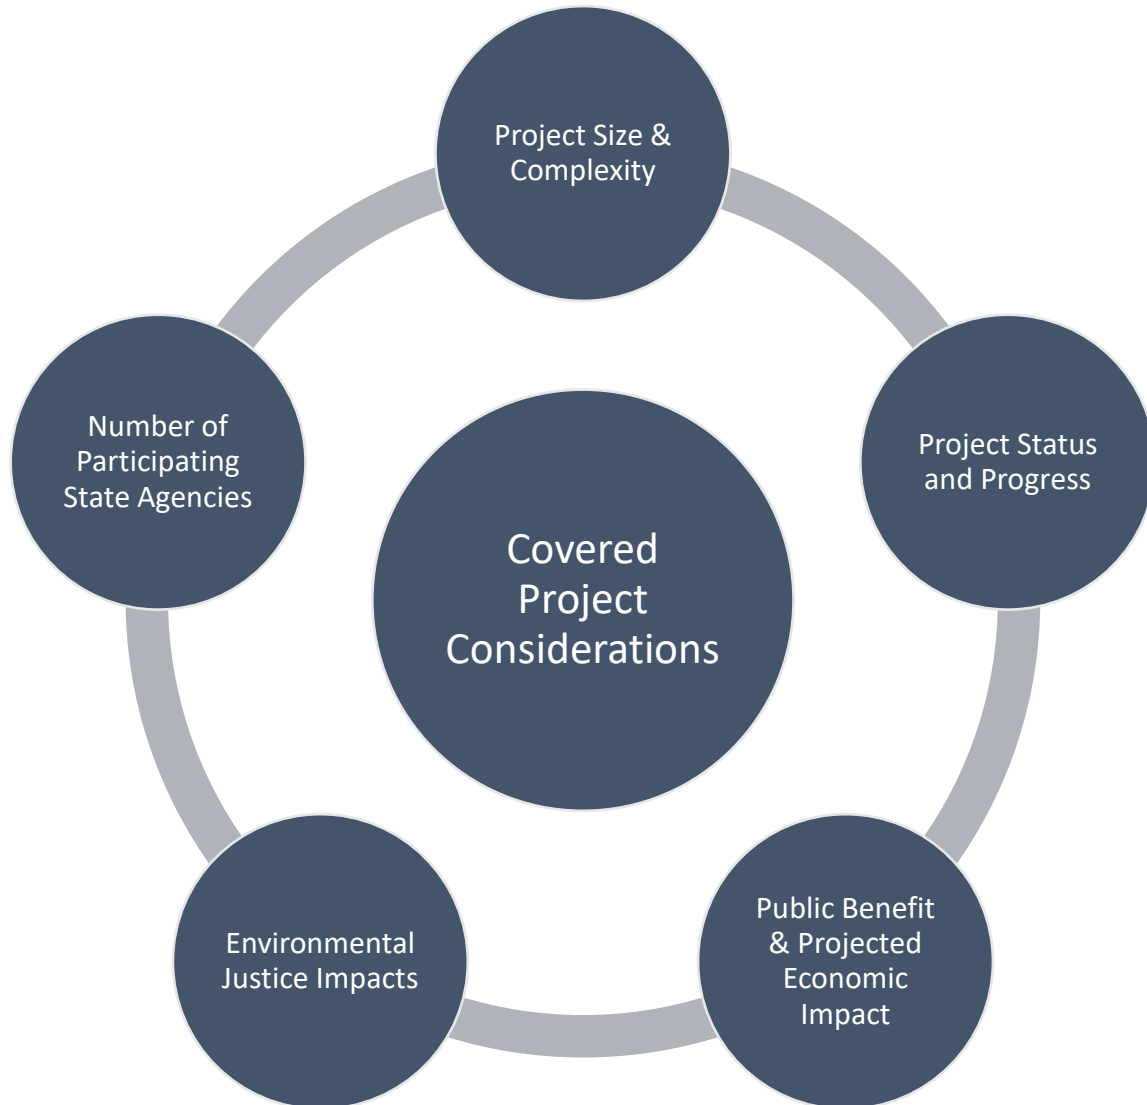 Project Size &
Complexity
Project Status
and Progress
Public Benefit
& Projected
Economic
Impact
Environmental
Justice Impacts
Number of
Participating
State Agencies
Covered
Project
Considerations